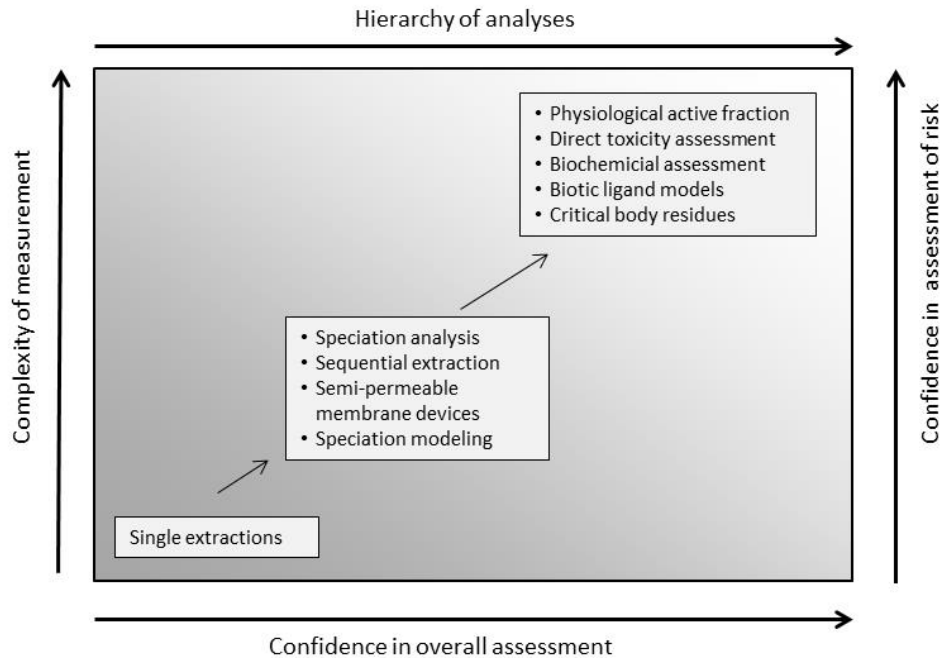 Hierarchy of analyses
Complexity of measurement
• Physiological active fraction
• Direct toxicity assessment
• Biochemicial assessment
• Biotic ligand models
• Critical body residues
• Speciation analysis
• Sequential extraction
• Semi-permeable
membrane devices
• Speciation modeling
Single extractions
Confidence in assessment of risk
Confidence in overall assessment